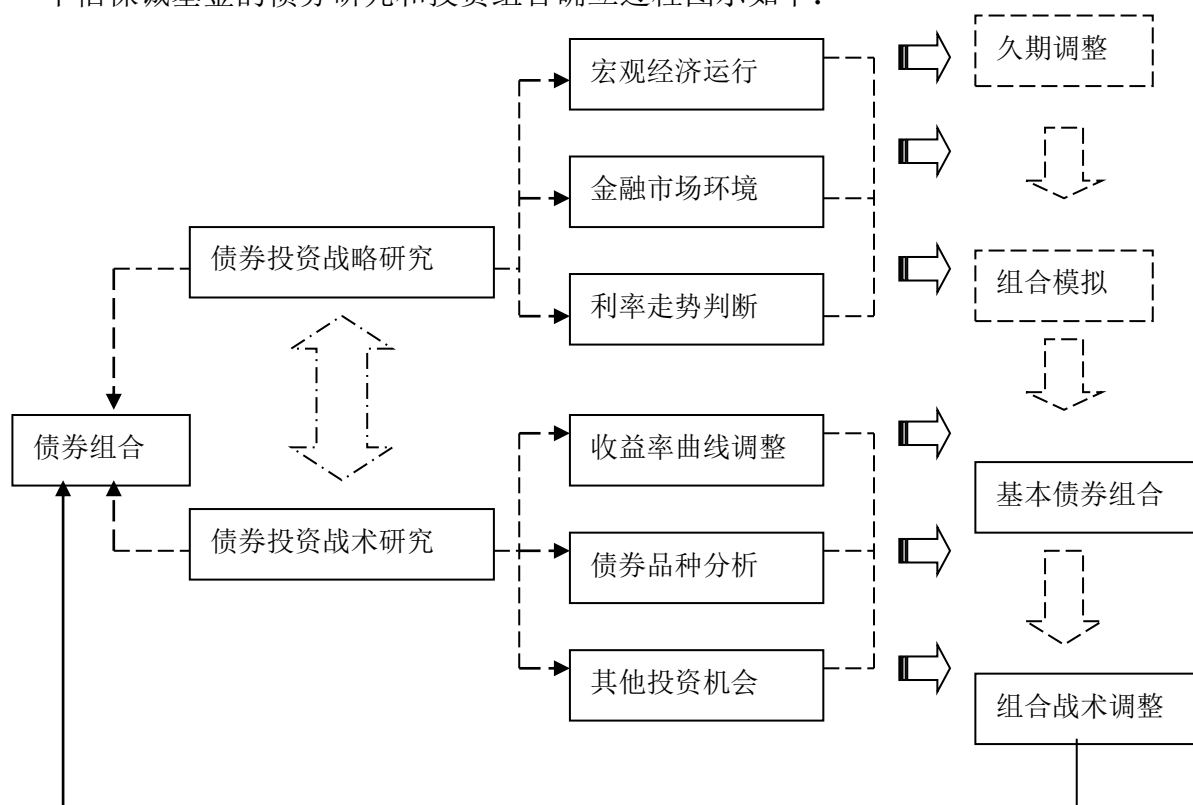 宏观经济运行
久期调整
金融市场环境
债券投资战略研究
利率走势判断
组合模拟
债券组合
收益率曲线调整
基本债券组合
债券投资战术研究
债券品种分析
其他投资机会
组合战术调整